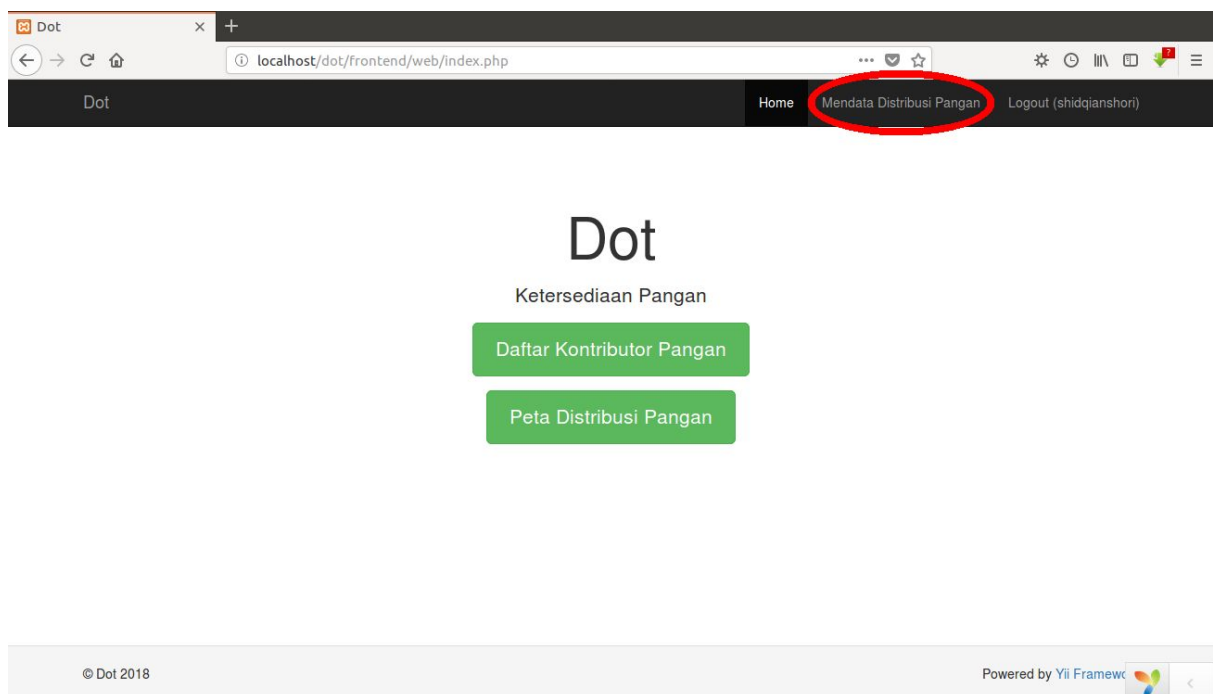 Dot
localhost/dot/frontend/web/index.php
?
Dot
Home Mendata Distribusi Pangan Logout (shidqianshori)
Dot
Ketersediaan Pangan
Daftar Kontributor Pangan
Peta Distribusi Pangan
© Dot 2018
Powered by Yii